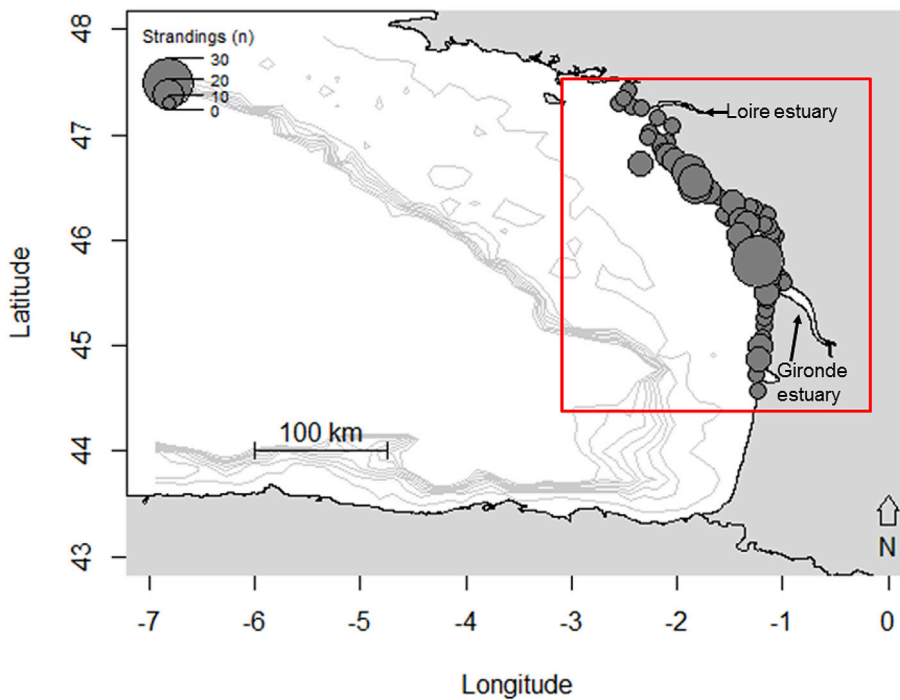 Strandings (n)
30
20
10
0
Loire estuary
Gironde
estuary
100 km
N
Latitude
48
47
46
45
44
43
-7 -6 -5 -4 -3 -2 -1 0
Longitude